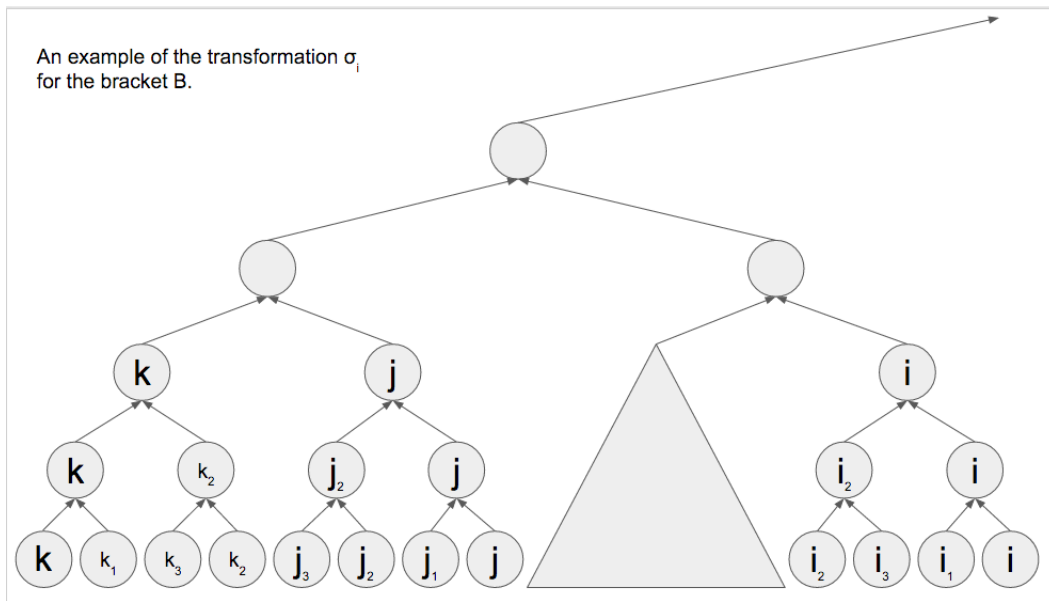 An example of the transformation σᵢ
for the bracket B.
k j i
k k₂ j₂ j i₂ i
k k₁ k₃ k₂ j₃ j₂ j₁ j i₂ i₃ i₁ i